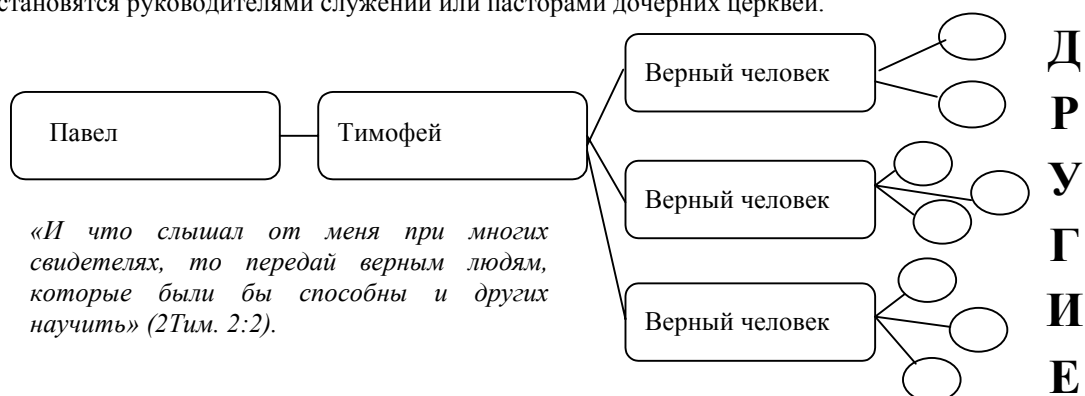 становятся руководителями служений или пасторами дочерних церквей.
Павел
Тимофей
Верный человек
Верный человек
Верный человек
«И что слышал от меня при многих
свидетелях, то передай верным людям,
которые были бы способны и других
научить» (2Тим. 2:2).
Д
Р
У
Г
И
Е